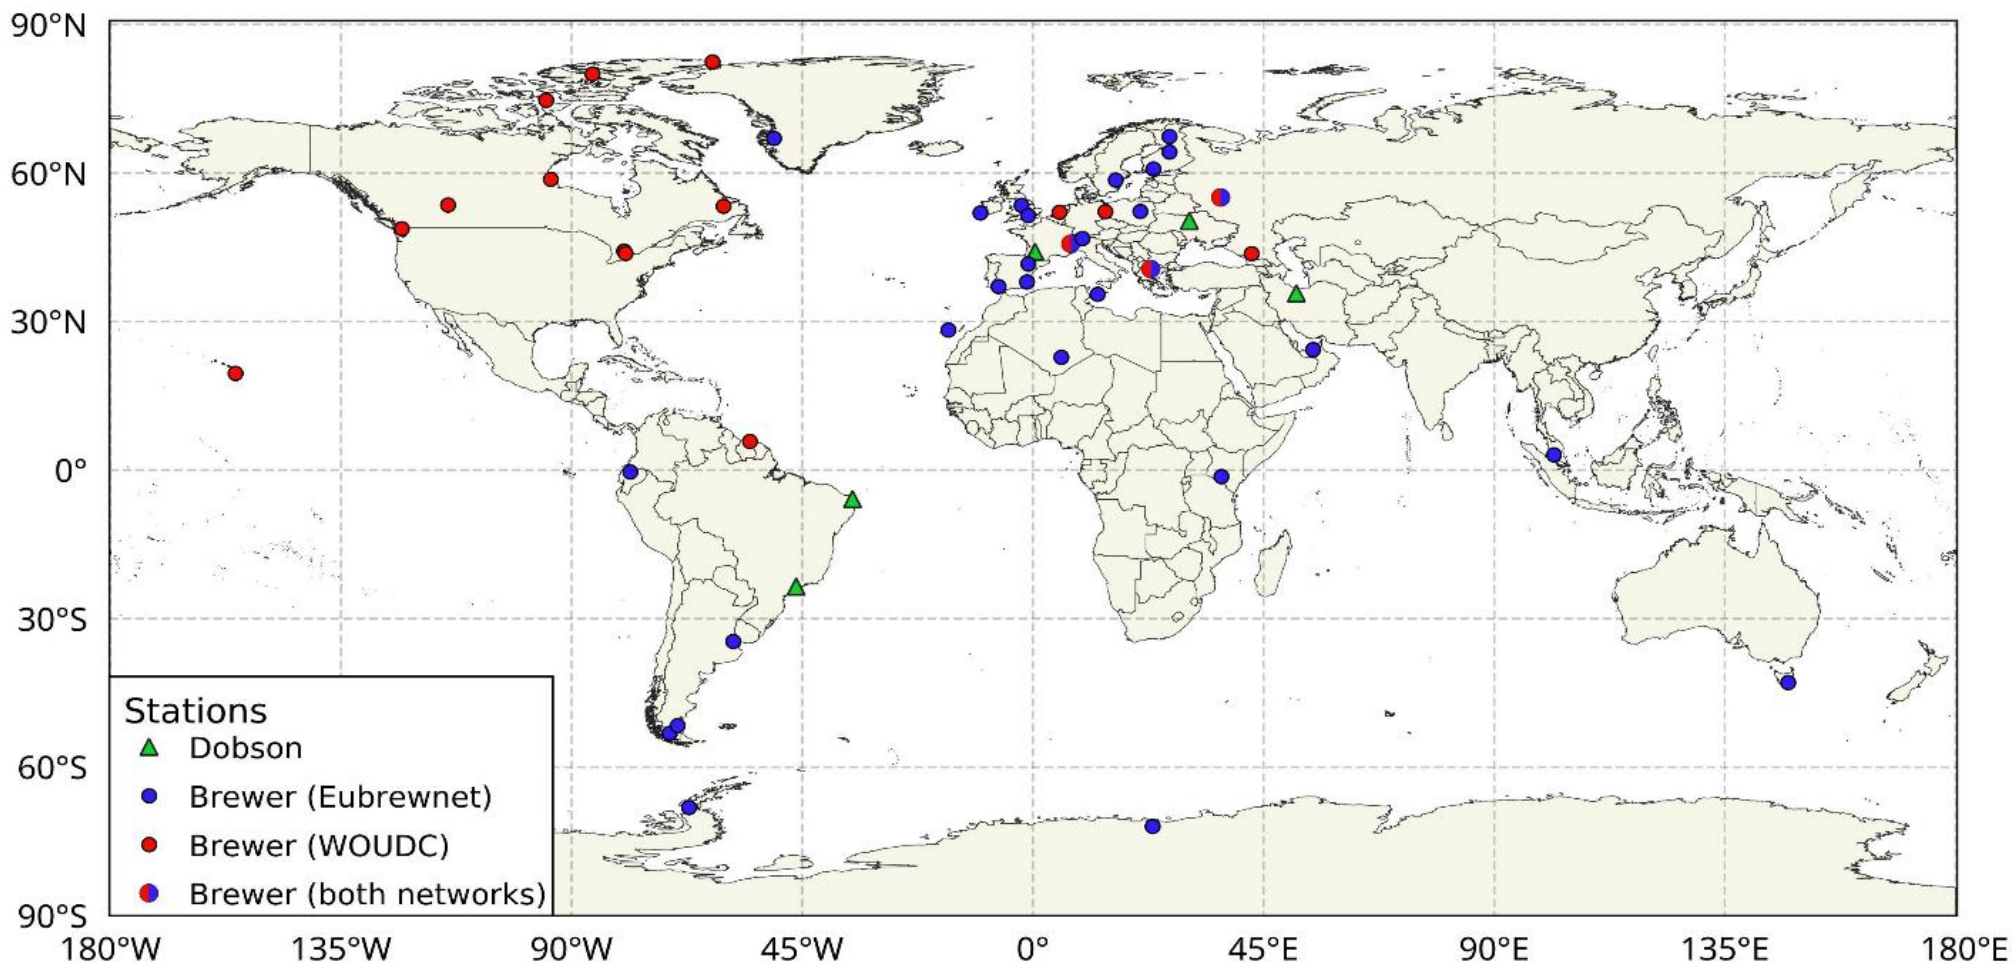 90°N
60°N
30°N
0°
30°S
60°S
90°S
Stations
Dobson
Brewer (Eubrewnet)
Brewer (WOUDC)
Brewer (both networks)
180°W 135°W 90°W 45°W 0° 45°E 90°E 135°E 180°E